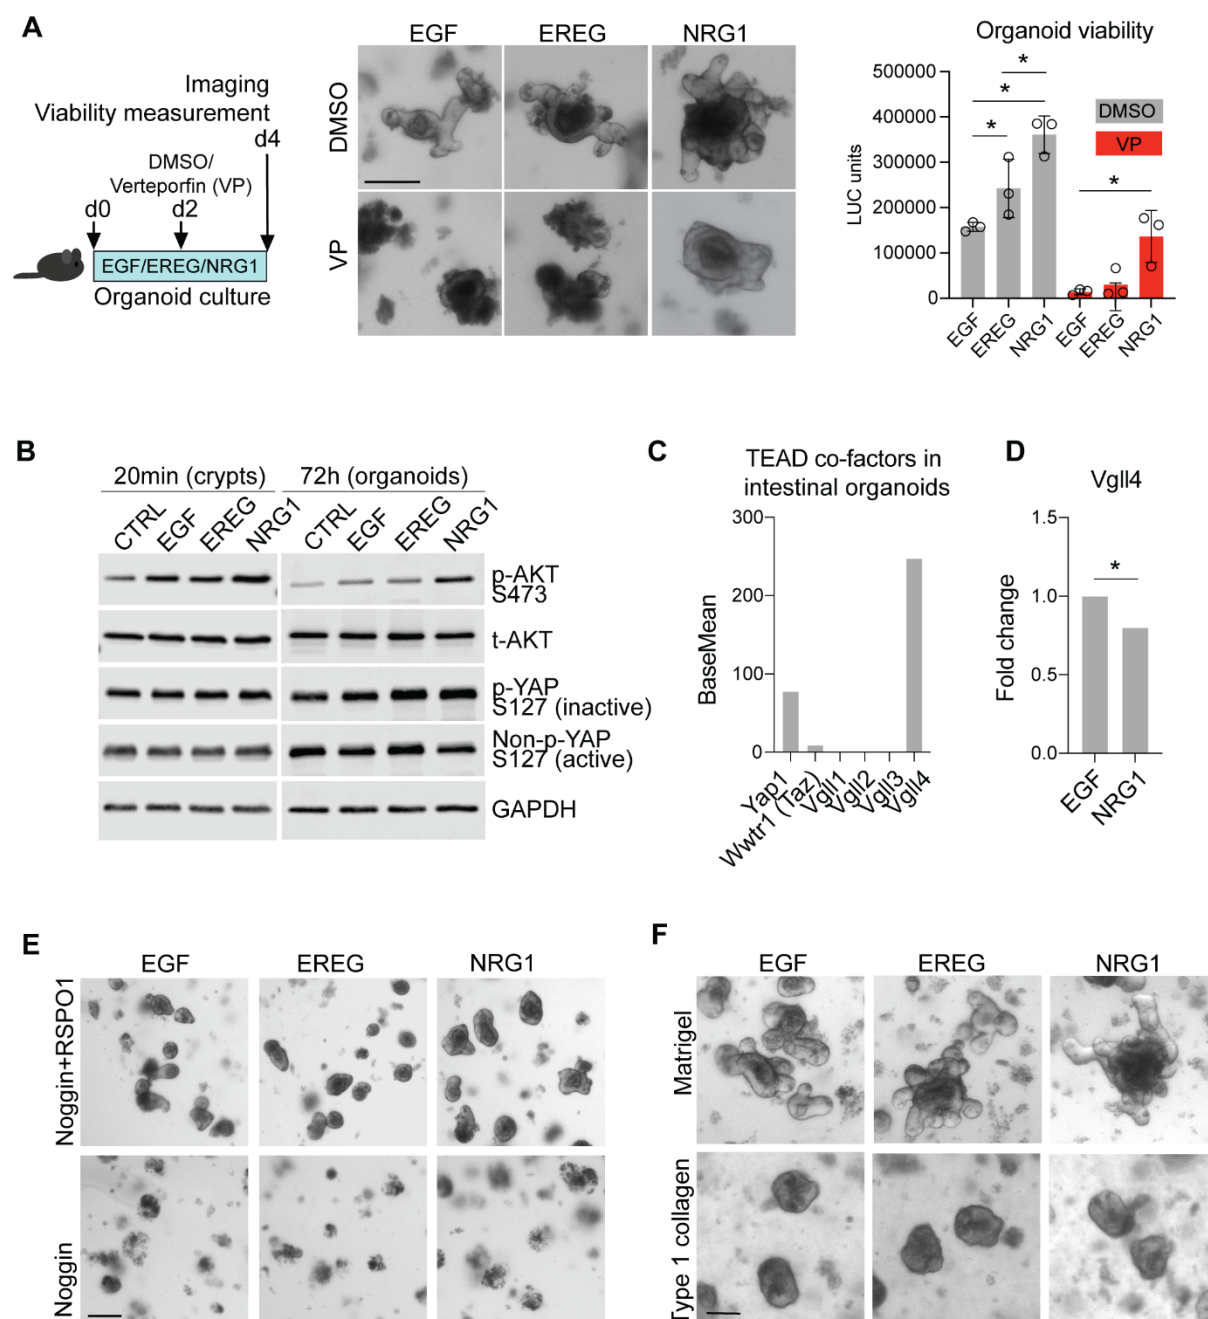 A
Imaging
Viability measurement
d4
DMSO/
Verteporfin (VP)
d0
d2
EGF/EREG/NRG1
Organoid culture
EGF
EREG
NRG1
DMSO
VP
Organoid viability
500000
400000
300000
200000
100000
0
LUC units
*
*
*
*
DMSO
VP
EGF
EREG
NRG1
EGF
EREG
NRG1
B
20min (crypts)
72h (organoids)
CTRL
EGF
EREG
NRG1
CTRL
EGF
EREG
NRG1
p-AKT
S473
t-AKT
p-YAP
S127 (inactive)
Non-p-YAP
S127 (active)
GAPDH
C
TEAD co-factors in
intestinal organoids
300
200
100
0
BaseMean
Yap1
Wwtr1 (Taz)
Vgll1
Vgll2
Vgll3
Vgll4
D
Vgll4
1.5
1.0
0.5
0.0
Fold change
*
EGF
NRG1
E
EGF
EREG
NRG1
Noggin+RSPO1
Noggin
F
EGF
EREG
NRG1
Matrigel
Type 1 collagen